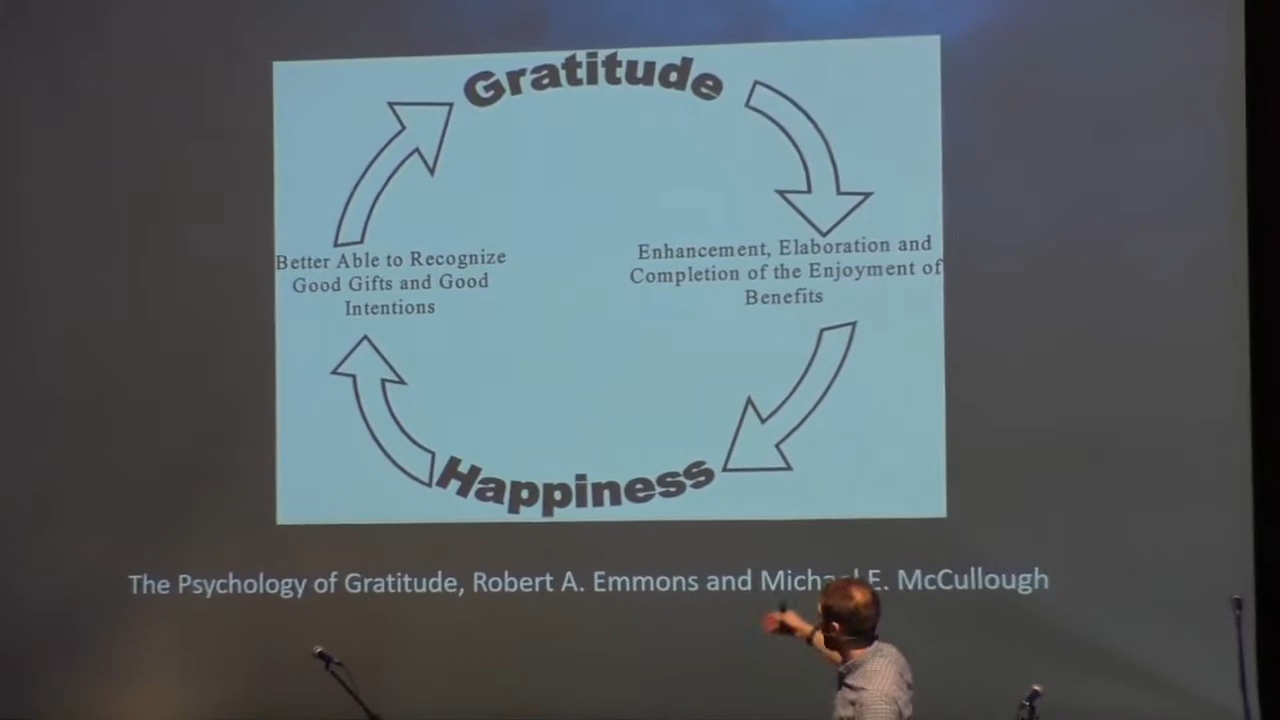 Gratitude
Enhancement, Elaboration and
Completion of the Enjoyment of
Benefits
Happiness
Better Able to Recognize
Good Gifts and Good
Intentions
The Psychology of Gratitude, Robert A. Emmons and Michael E. McCullough